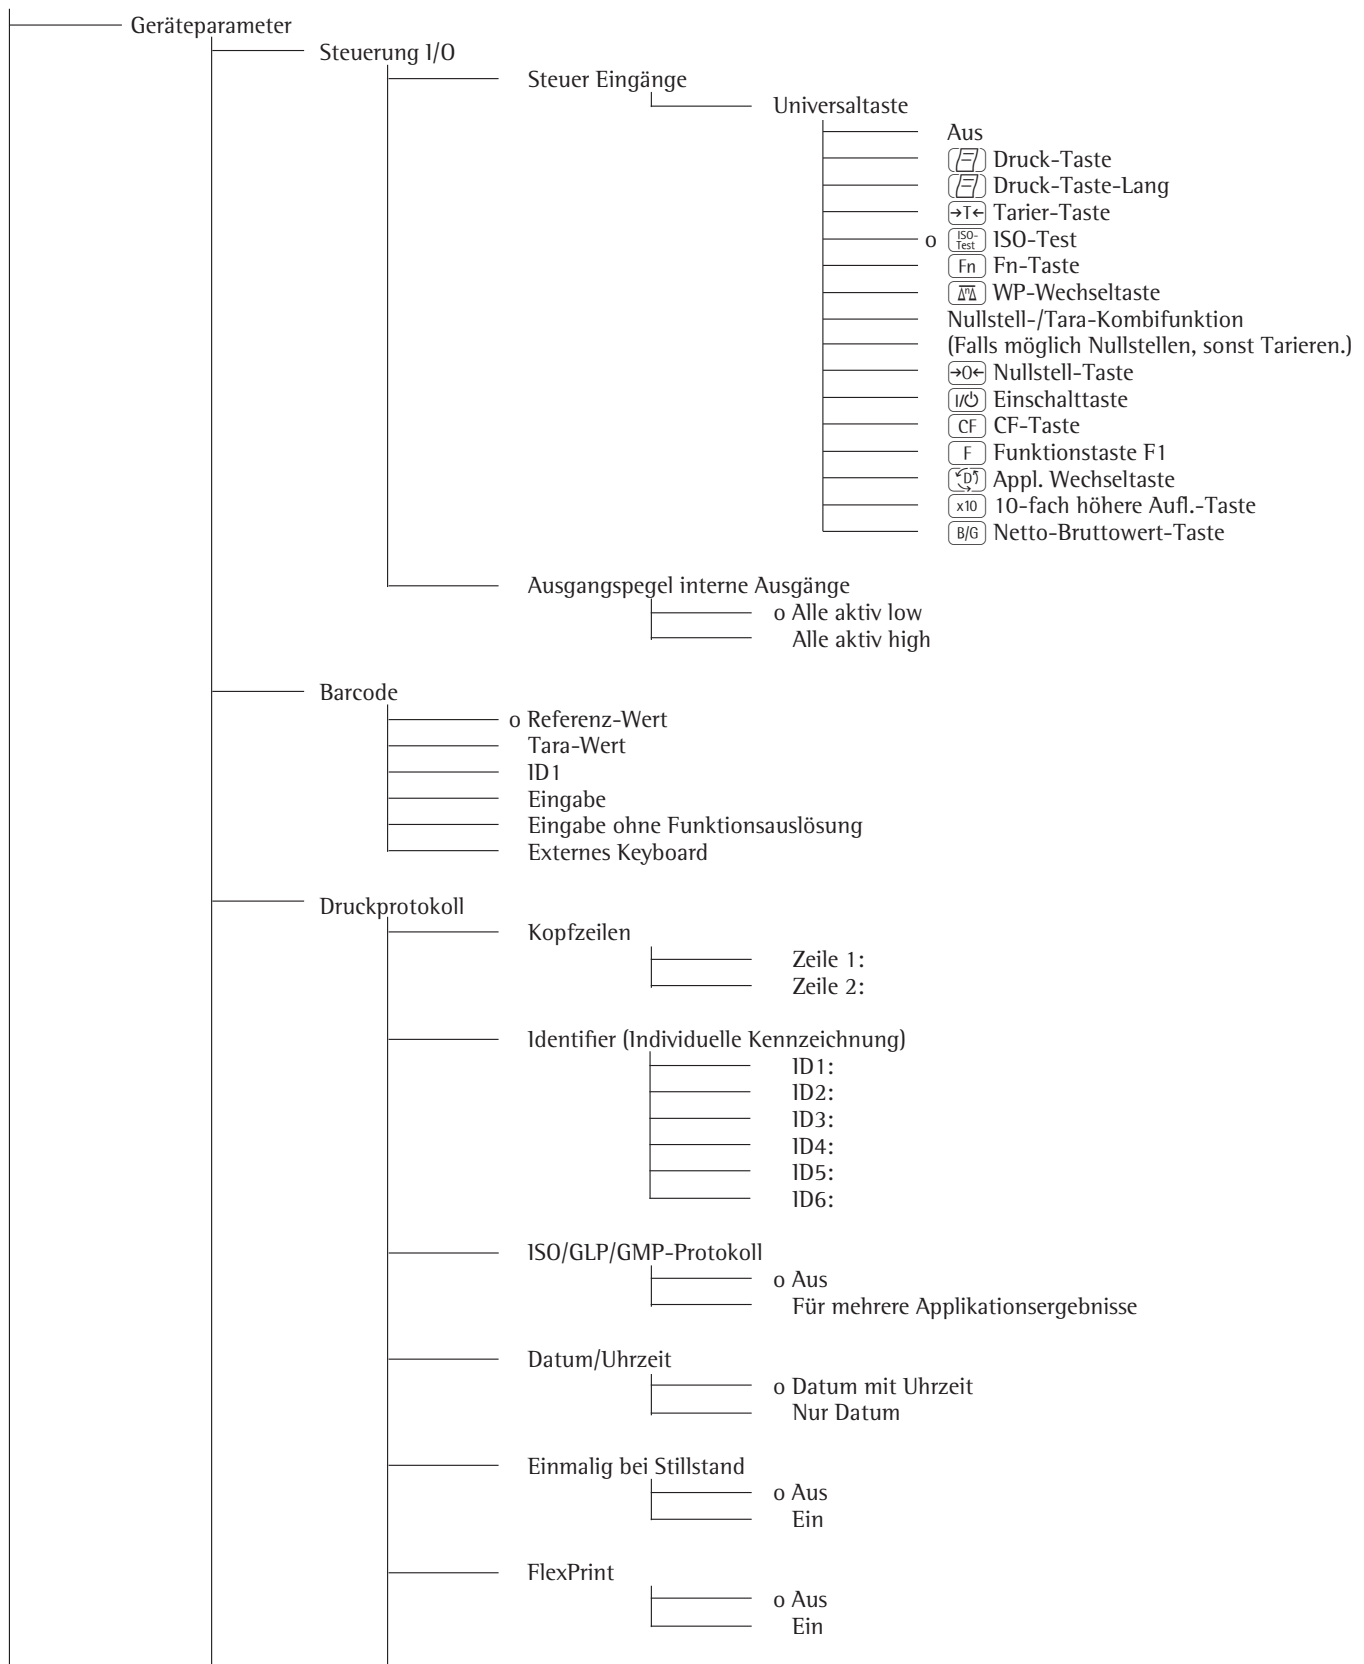 Geräteparameter
Steuerung I/O
Steuer Eingänge
Universaltaste
Aus
Druck-Taste
Druck-Taste-Lang
→T← Tarier-Taste
o ISO-Test ISO-Test
Fn Fn-Taste
WP-Wechseltaste
Nullstell-/Tara-Kombifunktion
(Falls möglich Nullstellen, sonst Tarieren.)
→0← Nullstell-Taste
I/⏻ Einschalttaste
CF CF-Taste
F Funktionstaste F1
D Appl. Wechseltaste
x10 10-fach höhere Aufl.-Taste
B/G Netto-Bruttowert-Taste
Ausgangspegel interne Ausgänge
o Alle aktiv low
Alle aktiv high
Barcode
o Referenz-Wert
Tara-Wert
ID1
Eingabe
Eingabe ohne Funktionsauslösung
Externes Keyboard
Druckprotokoll
Kopfzeilen
Zeile 1:
Zeile 2:
Identifier (Individuelle Kennzeichnung)
ID1:
ID2:
ID3:
ID4:
ID5:
ID6:
ISO/GLP/GMP-Protokoll
o Aus
Für mehrere Applikationsergebnisse
Datum/Uhrzeit
o Datum mit Uhrzeit
Nur Datum
Einmalig bei Stillstand
o Aus
Ein
FlexPrint
o Aus
Ein